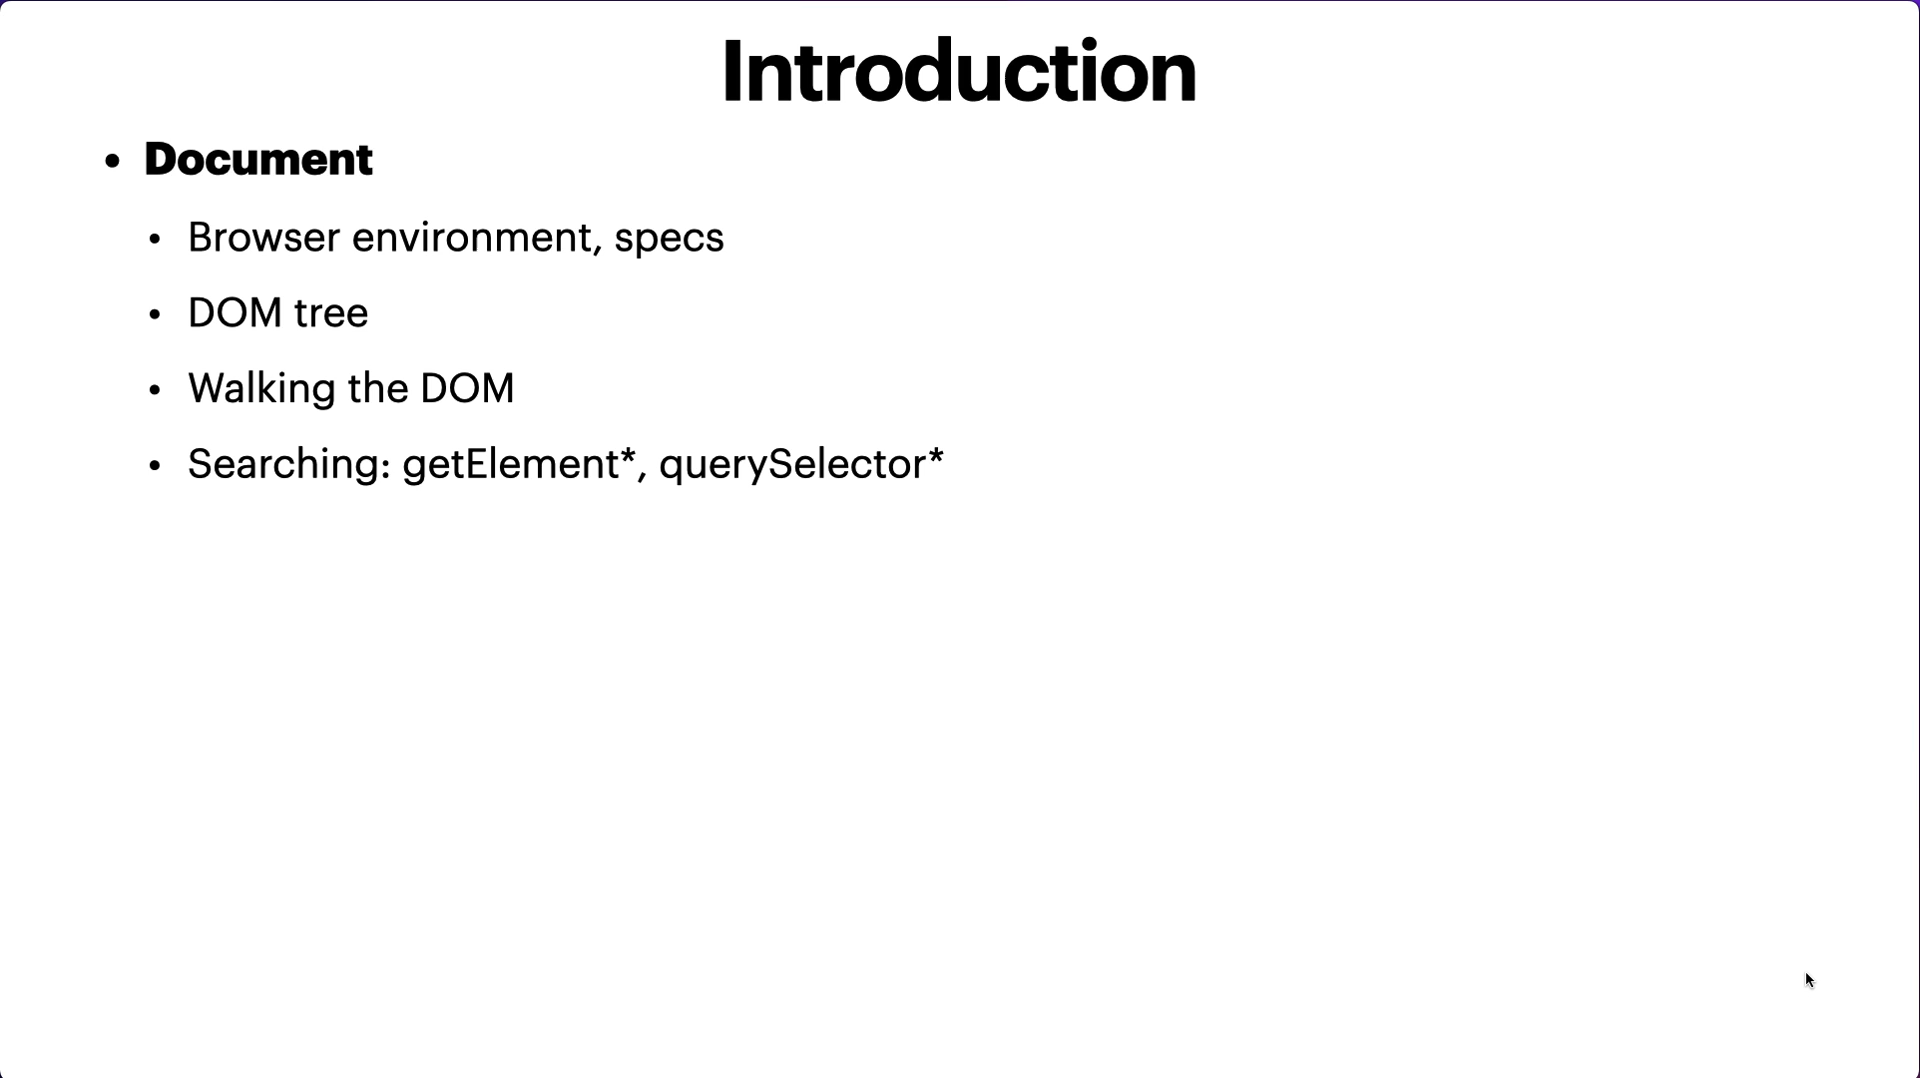 Introduction
• Document
• Browser environment, specs
• DOM tree
• Walking the DOM
• Searching: getElement*, querySelector*